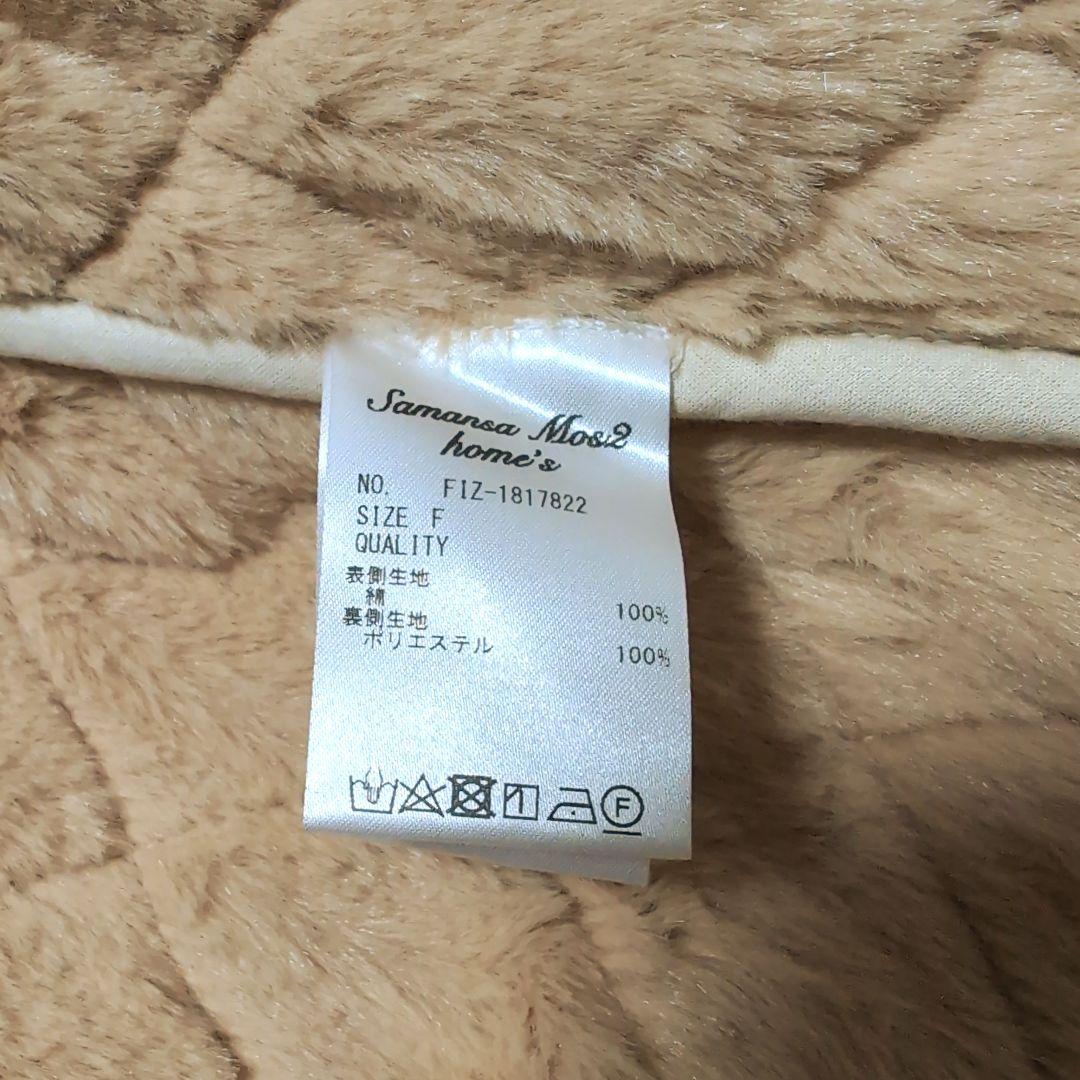 Samansa Mos2
home's
NO. FIZ-1817822
SIZE F
QUALITY
表側生地
綿 100%
裏側生地
ポリエステル 100%
F